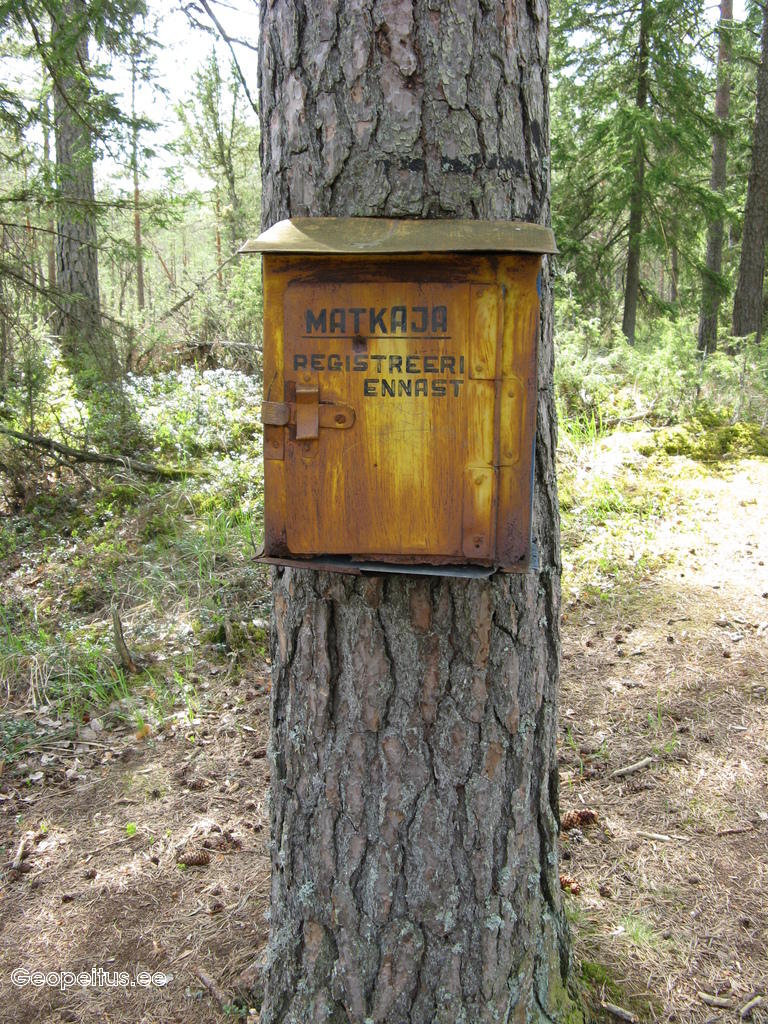 MATKAJA
REGISTREERI
ENNAST
Geopeitus.ee